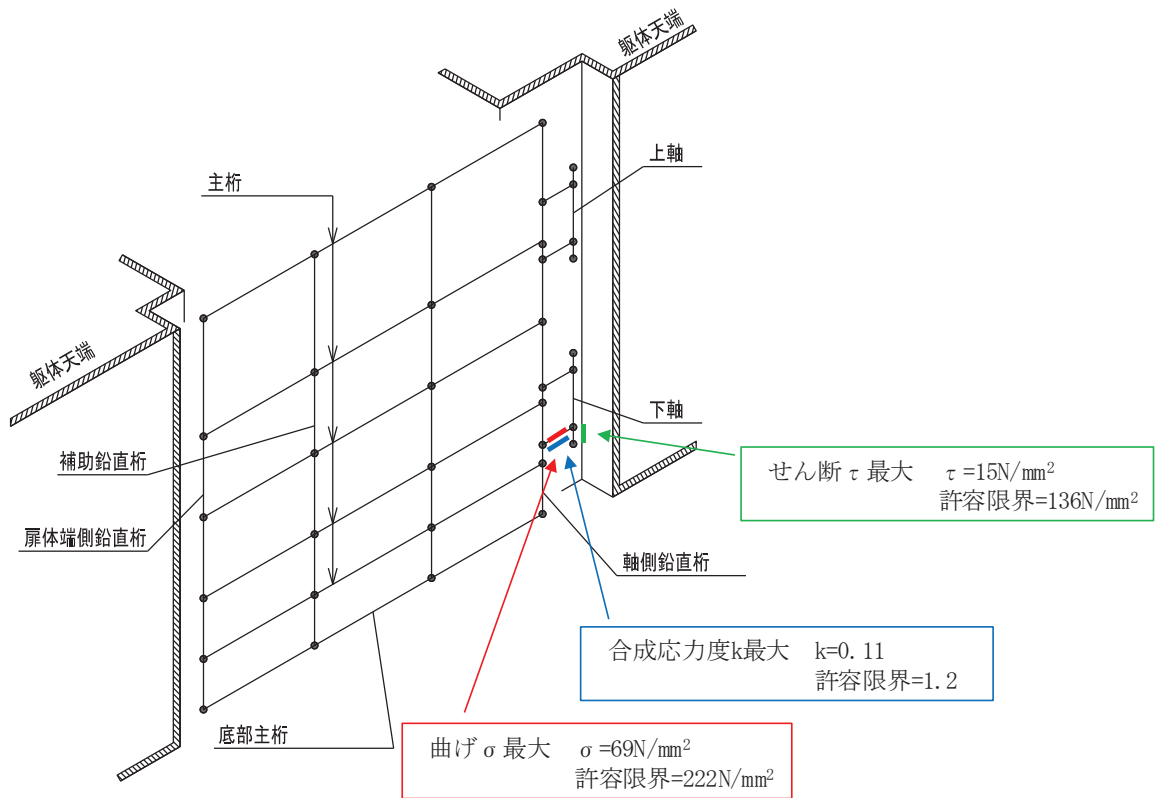 躯体天端
上軸
主桁
躯体天端
下軸
補助鉛直桁
せん断τ最大 τ=15N/mm²
許容限界=136N/mm²
扉体端側鉛直桁
軸側鉛直桁
合成応力度k最大 k=0.11
許容限界=1.2
底部主桁
曲げσ最大 σ=69N/mm²
許容限界=222N/mm²